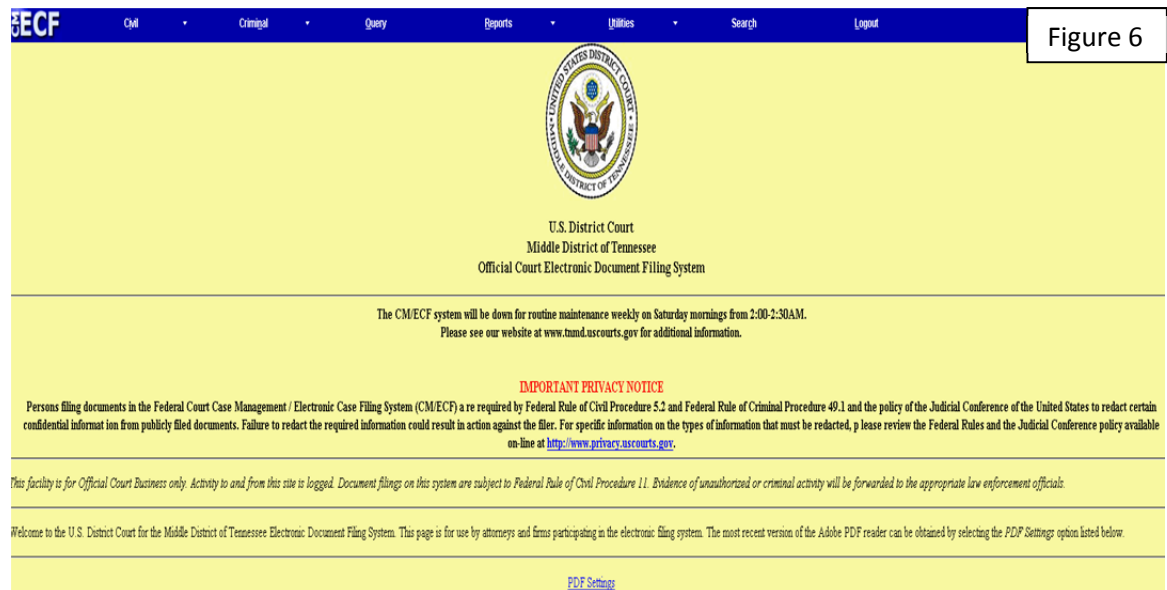 CM ECF Civil Criminal Query Reports Utilities Search Logout
Figure 6
UNITED STATES DISTRICT COURT
MIDDLE DISTRICT OF TENNESSEE
U.S. District Court
Middle District of Tennessee
Official Court Electronic Document Filing System
The CM/ECF system will be down for routine maintenance weekly on Saturday mornings from 2:00-2:30AM.
Please see our website at www.tnmd.uscourts.gov for additional information.
IMPORTANT PRIVACY NOTICE
Persons filing documents in the Federal Court Case Management / Electronic Case Filing System (CM/ECF) a re required by Federal Rule of Civil Procedure 5.2 and Federal Rule of Criminal Procedure 49.1 and the policy of the Judicial Conference of the United States to redact certain
confidential informat ion from publicly filed documents. Failure to redact the required information could result in action against the filer. For specific information on the types of information that must be redacted, p lease review the Federal Rules and the Judicial Conference policy available
on-line at http://www.privacy.uscourts.gov.
This facility is for Official Court Business only. Activity to and from this site is logged. Document filings on this system are subject to Federal Rule of Civil Procedure 11. Evidence of unauthorized or criminal activity will be forwarded to the appropriate law enforcement officials.
Welcome to the U.S. District Court for the Middle District of Tennessee Electronic Document Filing System. This page is for use by attorneys and firms participating in the electronic filing system. The most recent version of the Adobe PDF reader can be obtained by selecting the PDF Settings option listed below.
PDF Settings